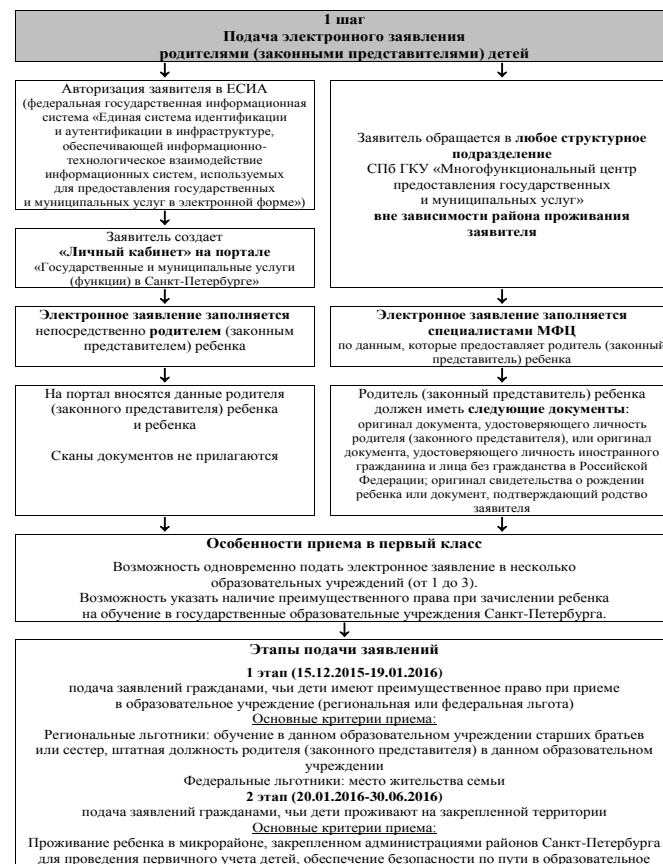 1 шаг
Подача электронного заявления
родителями (законными представителями) детей
Авторизация заявителя в ЕСИА
(федеральная государственная информационная
система «Единая система идентификации
и аутентификации в инфраструктуре,
обеспечивающей информационно-
технологическое взаимодействие
информационных систем, используемых
для предоставления государственных
и муниципальных услуг в электронной форме»)
Заявитель создает
«Личный кабинет» на портале
«Государственные и муниципальные услуги
(функции) в Санкт-Петербурге»
Электронное заявление заполняется
непосредственно родителем (законным
представителем) ребенка
На портал вносятся данные родителя
(законного представителя) ребенка
и ребенка
Сканы документов не прилагаются
Заявитель обращается в любое структурное
подразделение
СПб ГКУ «Многофункциональный центр
предоставления государственных
и муниципальных услуг»
вне зависимости района проживания
заявителя
Электронное заявление заполняется
специалистами МФЦ
по данным, которые предоставляет родитель (законный
представитель) ребенка
Родитель (законный представитель) ребенка
должен иметь следующие документы:
оригинал документа, удостоверяющего личность
родителя (законного представителя), или оригинал
документа, удостоверяющего личность иностранного
гражданина и лица без гражданства в Российской
Федерации; оригинал свидетельства о рождении
ребенка или документ, подтверждающий родство
заявителя
Особенности приема в первый класс
Возможность одновременно подать электронное заявление в несколько
образовательных учреждений (от 1 до 3).
Возможность указать наличие преимущественного права при зачислении ребенка
на обучение в государственные образовательные учреждения Санкт-Петербурга.
Этапы подачи заявлений
1 этап (15.12.2015-19.01.2016)
подача заявлений гражданами, чьи дети имеют преимущественное право при приеме
в образовательное учреждение (региональная или федеральная льгота)
Основные критерии приема:
Региональные льготники: обучение в данном образовательном учреждении старших братьев
или сестер, штатная должность родителя (законного представителя) в данном образовательном
учреждении
Федеральные льготники: место жительства семьи
2 этап (20.01.2016-30.06.2016)
подача заявлений гражданами, чьи дети проживают на закрепленной территории
Основные критерии приема:
Проживание ребенка в микрорайоне, закрепленном администрациями районов Санкт-Петербурга
для проведения первичного учета детей, обеспечение безопасности по пути в образовательное